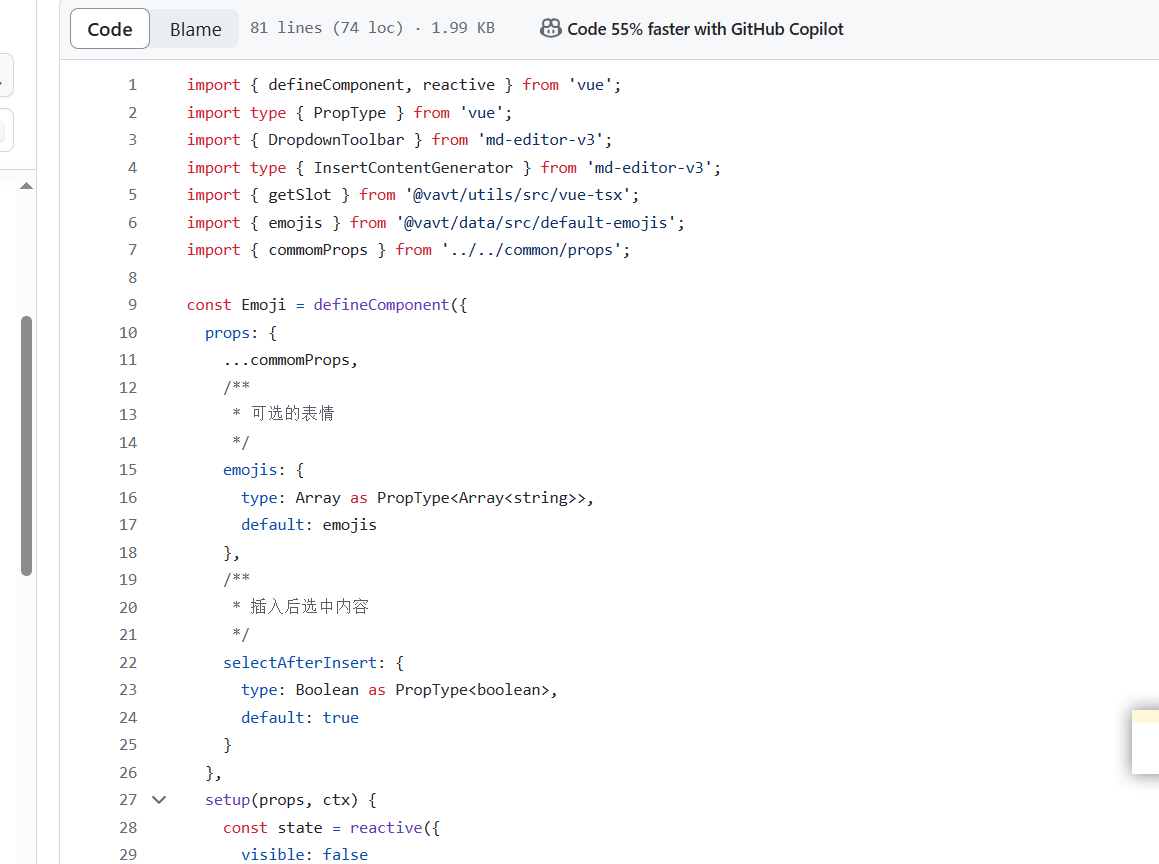 Code Blame 81 lines (74 loc) · 1.99 KB Code 55% faster with GitHub Copilot
1 import { defineComponent, reactive } from 'vue';
2 import type { PropType } from 'vue';
3 import { DropdownToolbar } from 'md-editor-v3';
4 import type { InsertContentGenerator } from 'md-editor-v3';
5 import { getSlot } from '@vavt/utils/src/vue-tsx';
6 import { emojis } from '@vavt/data/src/default-emojis';
7 import { commomProps } from '../../common/props';
8
9 const Emoji = defineComponent({
10 props: {
11 ...commomProps,
12 /**
13 * 可选的表情
14 */
15 emojis: {
16 type: Array as PropType<Array<string>>,
17 default: emojis
18 },
19 /**
20 * 插入后选中内容
21 */
22 selectAfterInsert: {
23 type: Boolean as PropType<boolean>,
24 default: true
25 }
26 },
27 setup(props, ctx) {
28 const state = reactive({
29 visible: false